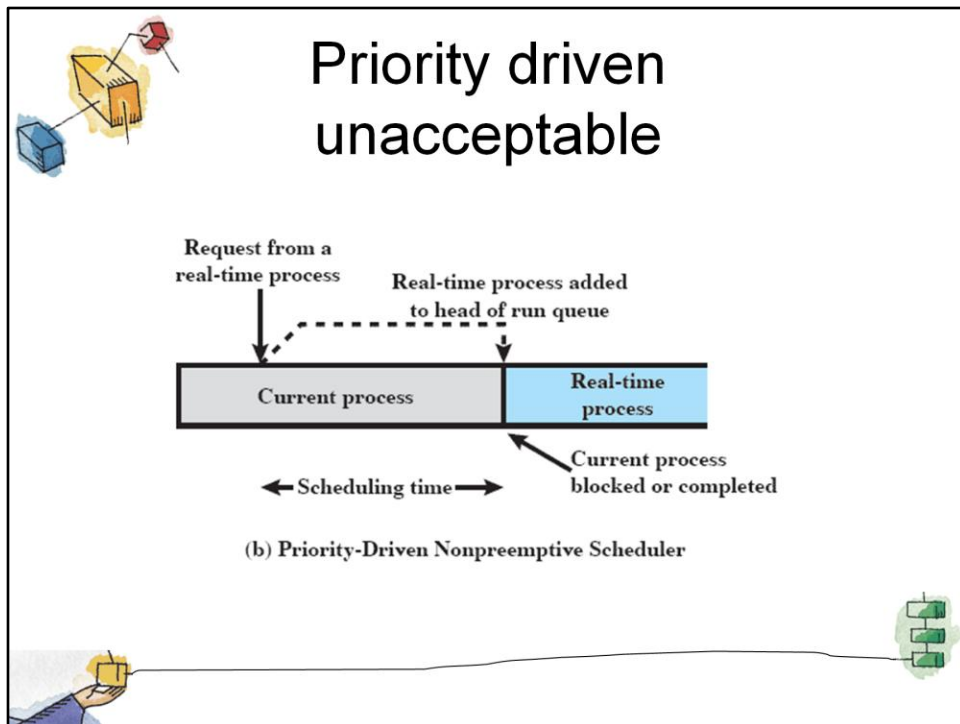 Priority driven
unacceptable
Request from a
real-time process
Real-time process added
to head of run queue
Current process
Real-time
process
Scheduling time
Current process
blocked or completed
(b) Priority-Driven Nonpreemptive Scheduler